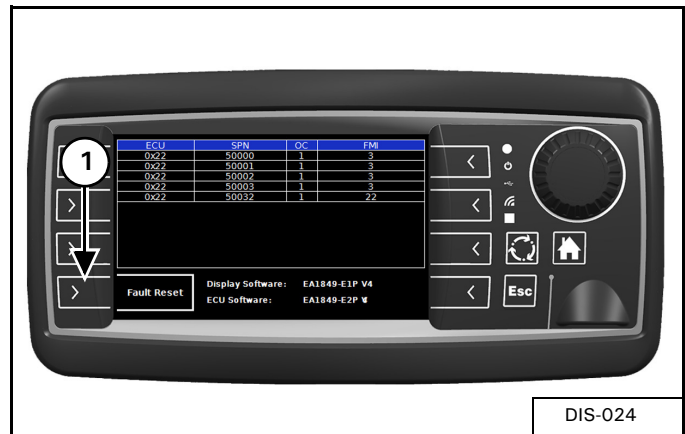 1
ECU SPN OC FMI
0x22 50000 1 3
0x22 50001 1 3
0x22 50002 1 3
0x22 50003 1 3
0x22 50032 1 22
Fault Reset
Display Software: EA1849-E1P V4
ECU Software: EA1849-E2P
Esc
DIS-024